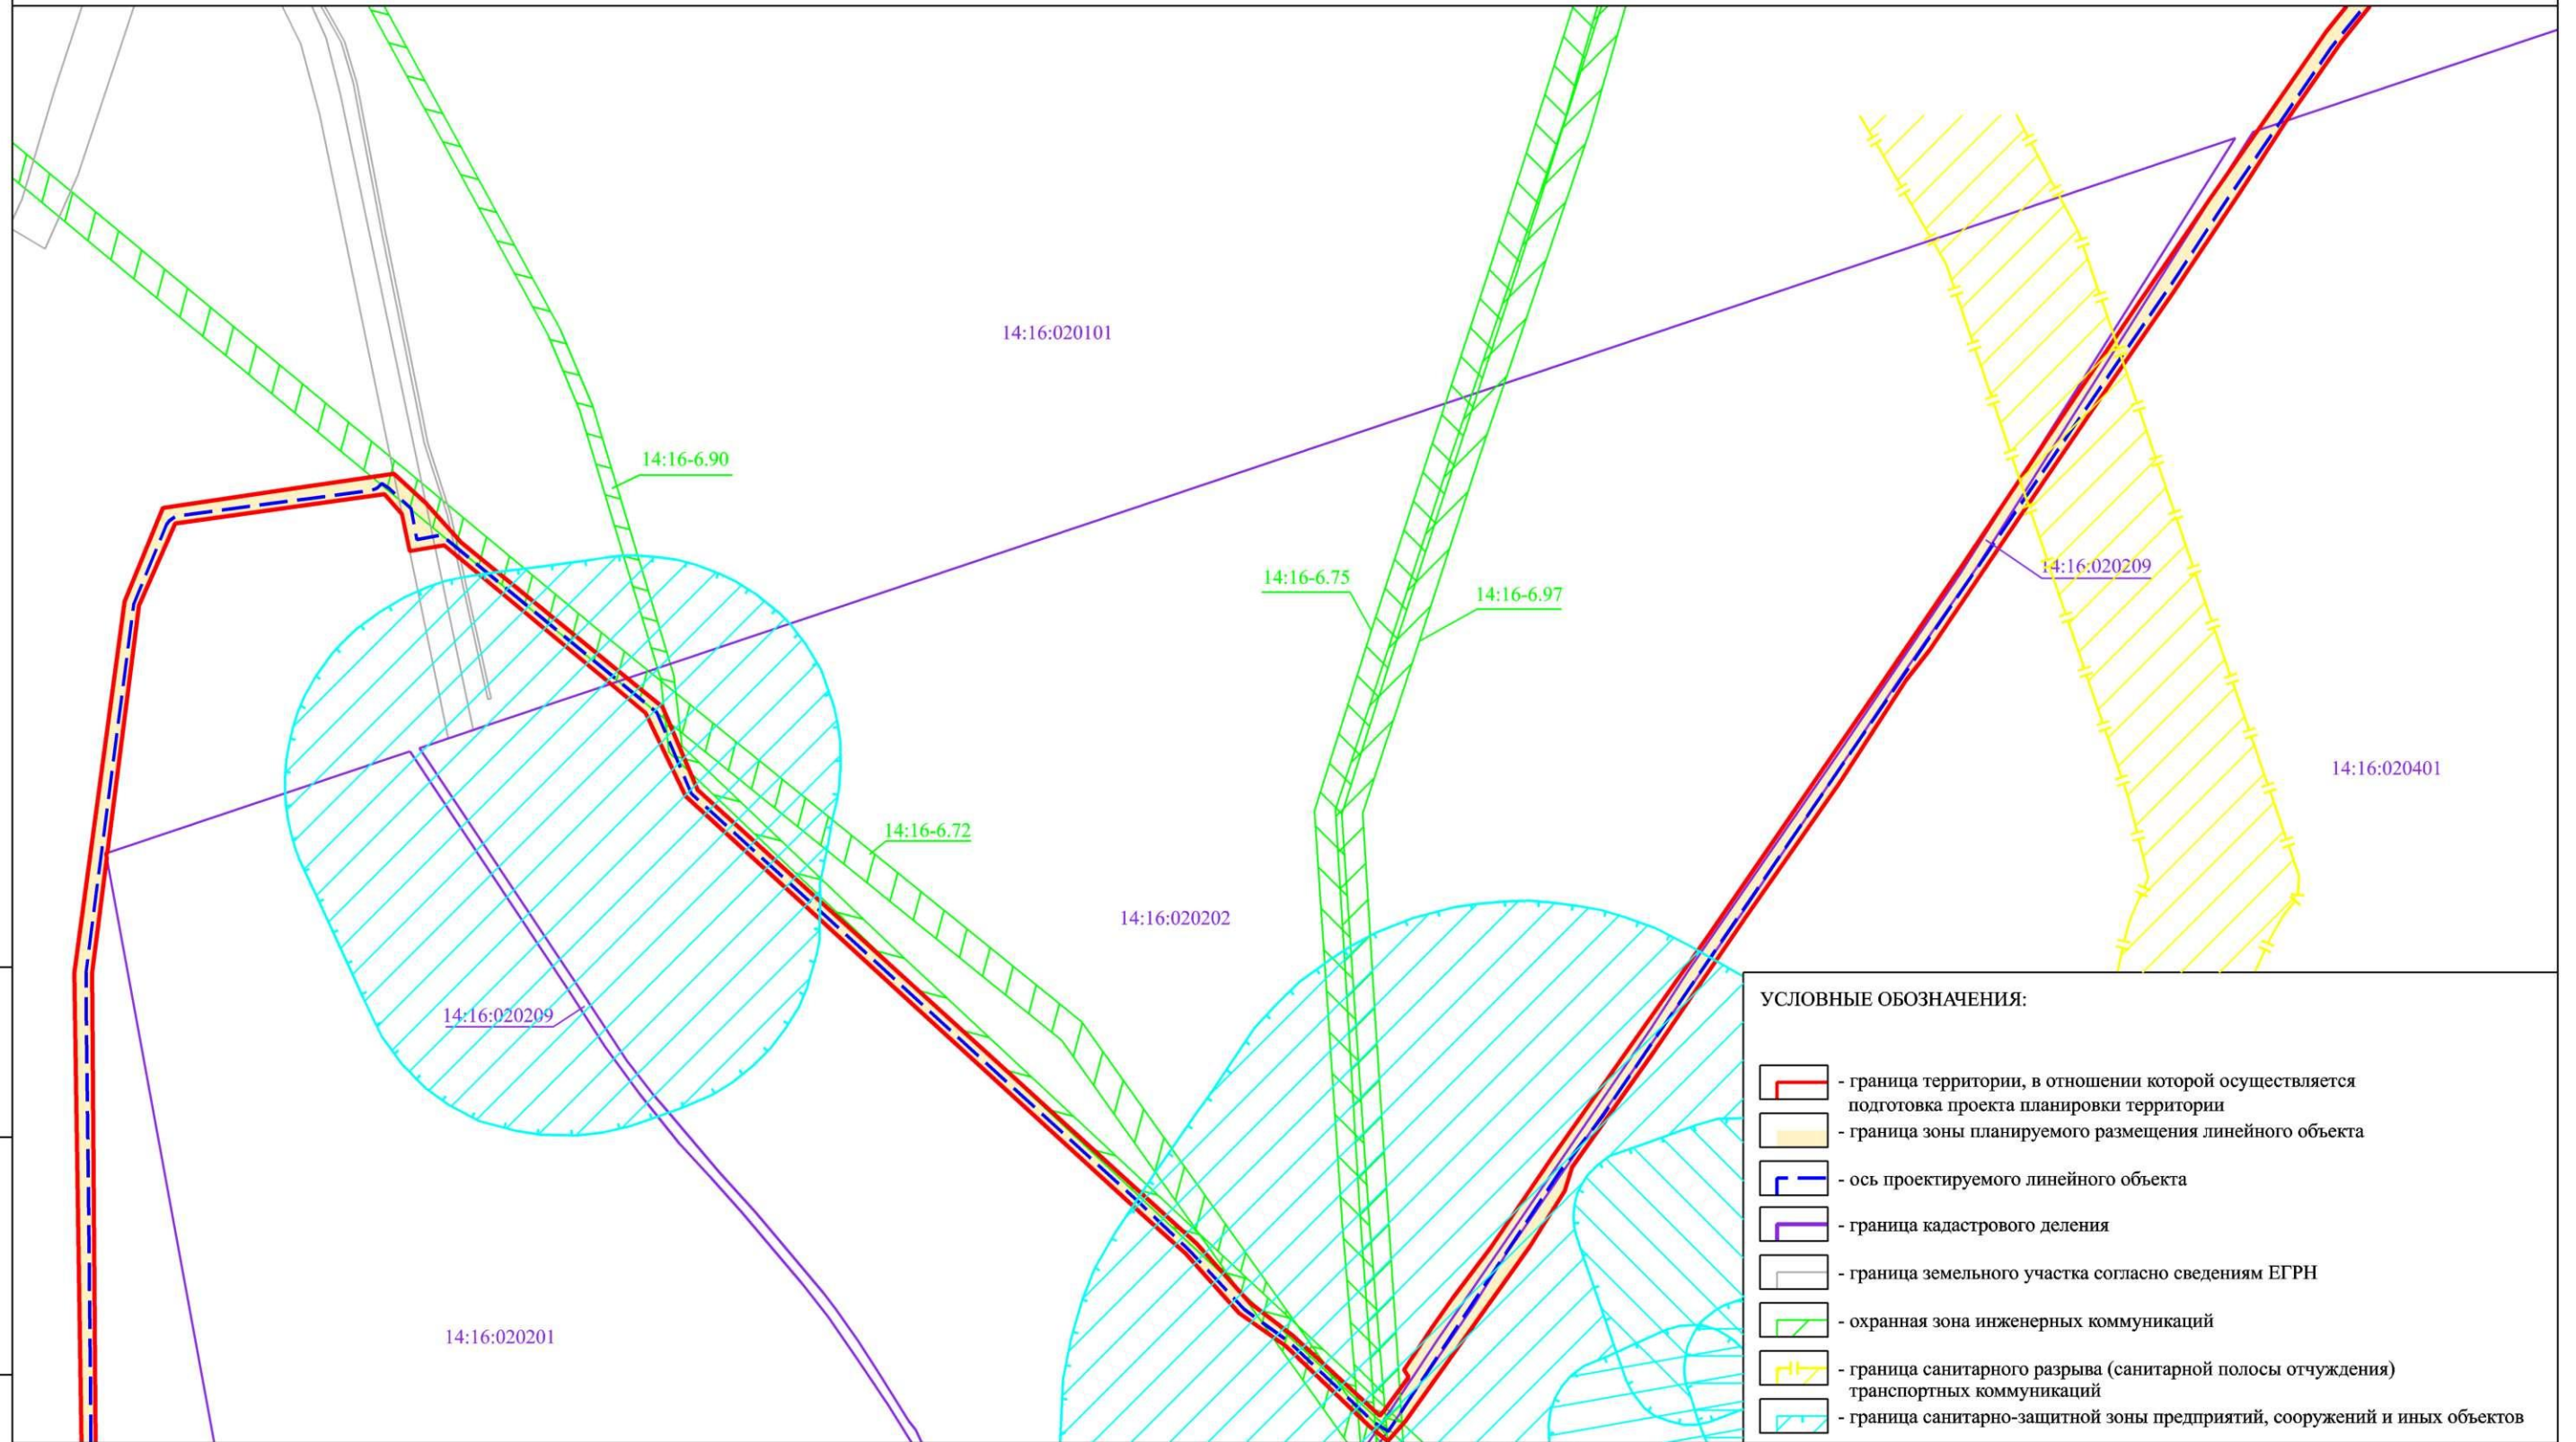 14:16:020101
14:16-6.90
14:16-6.75
14:16-6.97
14:16:020209
14:16:020401
14:16-6.72
14:16:020202
14:16:020209
14:16:020201
УСЛОВНЫЕ ОБОЗНАЧЕНИЯ:
- граница территории, в отношении которой осуществляется
подготовка проекта планировки территории
- граница зоны планируемого размещения линейного объекта
- ось проектируемого линейного объекта
- граница кадастрового деления
- граница земельного участка согласно сведениям ЕГРН
- охранная зона инженерных коммуникаций
- граница санитарного разрыва (санитарной полосы отчуждения)
транспортных коммуникаций
- граница санитарно-защитной зоны предприятий, сооружений и иных объектов